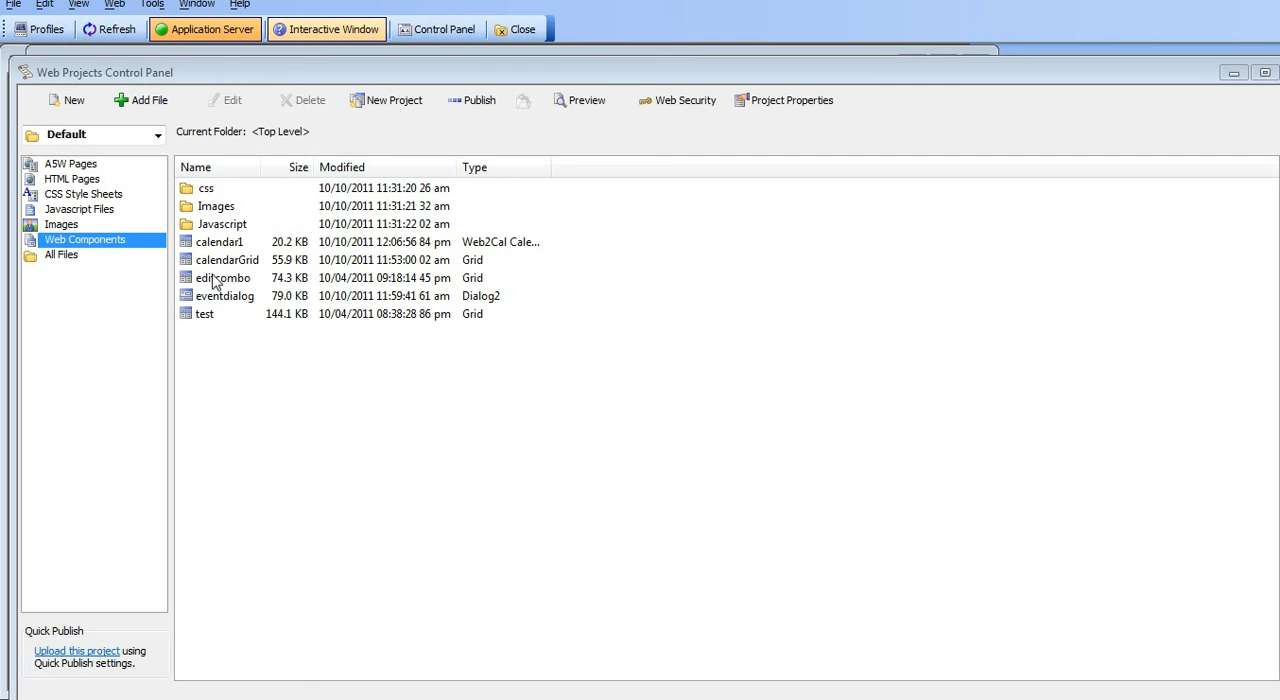 File Edit View Web Tools Window Help
Profiles Refresh Application Server Interactive Window Control Panel Close
Web Projects Control Panel
New Add File Edit Delete New Project Publish Preview Web Security Project Properties
Default Current Folder: <Top Level>
A5W Pages
HTML Pages
CSS Style Sheets
Javascript Files
Images
Web Components
All Files
Name Size Modified Type
css 10/10/2011 11:31:20 26 am
Images 10/10/2011 11:31:21 32 am
Javascript 10/10/2011 11:31:22 02 am
calendar1 20.2 KB 10/10/2011 12:06:56 84 pm Web2Cal Cale...
calendarGrid 55.9 KB 10/10/2011 11:53:00 02 am Grid
74.3 KB 10/04/2011 09:18:14 45 pm Grid
eventdialog 79.0 KB 10/10/2011 11:59:41 61 am Dialog2
test 144.1 KB 10/04/2011 08:38:28 86 pm Grid
Quick Publish
Upload this project using
Quick Publish settings.